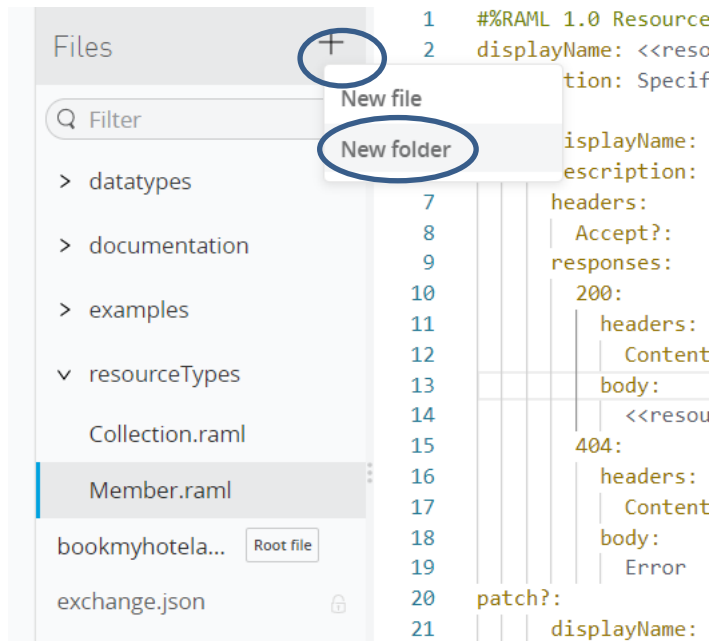 Files
+
New file
New folder
Filter
> datatypes
> documentation
> examples
resourceTypes
Collection.raml
Member.raml
bookmyhotela... Root file
exchange.json
1 #%RAML 1.0 Resource
2 displayName: <<reso
tion: Specif
isplayName:
escription:
7 headers:
8 Accept?:
9 responses:
10 200:
11 headers:
12 Content
13 body:
14 <<resou
15 404:
16 headers:
17 Content
18 body:
19 Error
20 patch?:
21 displayName: